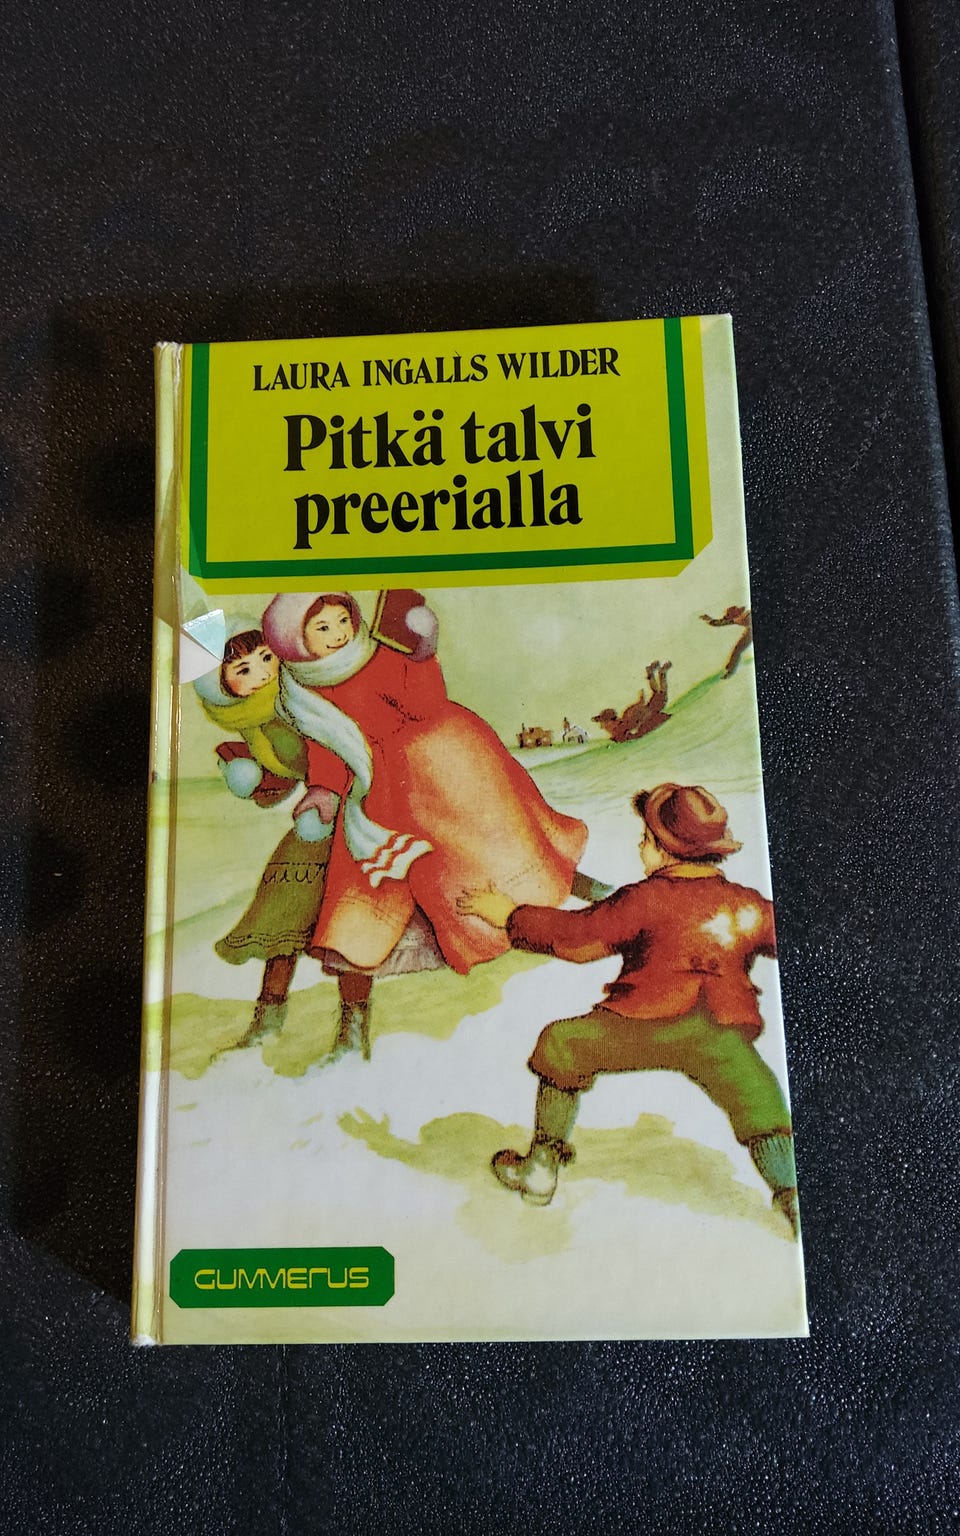 LAURA INGALLS WILDER
Pitkä talvi
preerialla
GUMMERUS